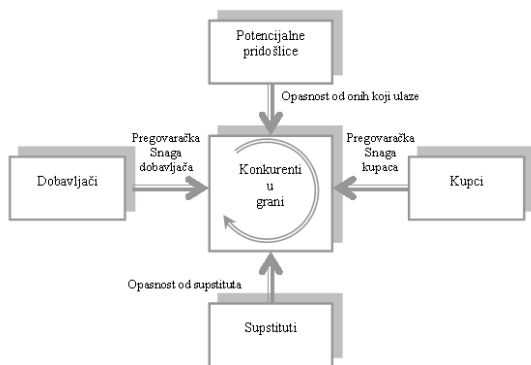 Potencijalne
pridošlice
Opasnost od onih koji ulaze
Pregovaračka
Snaga
dobavljača
Pregovaračka
Snaga
kupaca
Dobavljači
Konkurenti
u
grani
Kupci
Opasnost od supstituta
Supstituti